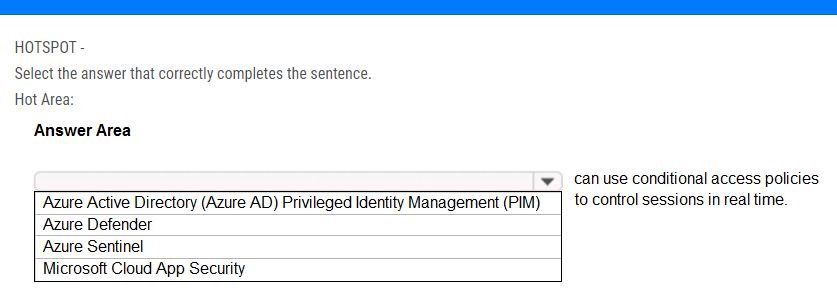 HOTSPOT -
Select the answer that correctly completes the sentence.
Hot Area:
Answer Area
can use conditional access policies
to control sessions in real time.
Azure Active Directory (Azure AD) Privileged Identity Management (PIM)
Azure Defender
Azure Sentinel
Microsoft Cloud App Security